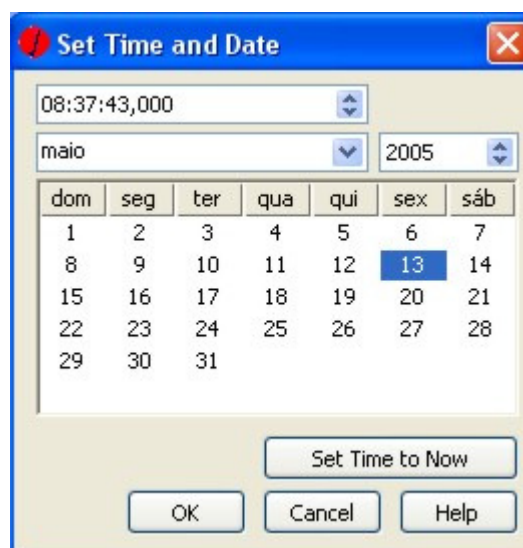 Set Time and Date
08:37:43,000
maio 2005
dom seg ter qua qui sex sáb
1 2 3 4 5 6 7
8 9 10 11 12 13 14
15 16 17 18 19 20 21
22 23 24 25 26 27 28
29 30 31
Set Time to Now
OK Cancel Help